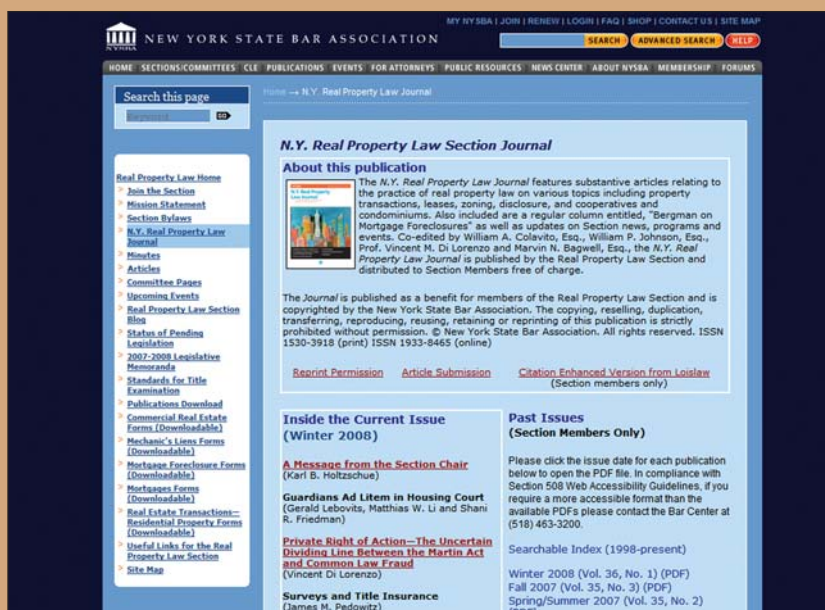 MY NYSBA | JOIN | RENEW | LOGIN | FAQ | SHOP | CONTACT US | SITE MAP
NYSBA
NEW YORK STATE BAR ASSOCIATION
SEARCH
ADVANCED SEARCH
HELP
HOME SECTIONS/COMMITTEES CLE PUBLICATIONS EVENTS FOR ATTORNEYS PUBLIC RESOURCES NEWS CENTER ABOUT NYSBA MEMBERSHIP FORUMS
Search this page
Keyword
GO
Home → N.Y. Real Property Law Journal
Real Property Law Home
Join the Section
Mission Statement
Section Bylaws
N.Y. Real Property Law
Journal
Minutes
Articles
Committee Pages
Upcoming Events
Real Property Law Section
Blog
Status of Pending
Legislation
2007-2008 Legislative
Memoranda
Standards for Title
Examination
Publications Download
Commercial Real Estate
Forms (Downloadable)
Mechanic's Liens Forms
(Downloadable)
Mortgage Foreclosure Forms
(Downloadable)
Mortgages Forms
(Downloadable)
Real Estate Transactions—
Residential Property Forms
(Downloadable)
Useful Links for the Real
Property Law Section
Site Map
N.Y. Real Property Law Section Journal
About this publication
The N.Y. Real Property Law Journal features substantive articles relating to
the practice of real property law on various topics including property
transactions, leases, zoning, disclosure, and cooperatives and
condominiums. Also included are a regular column entitled, "Bergman on
Mortgage Foreclosures" as well as updates on Section news, programs and
events. Co-edited by William A. Colavito, Esq., William P. Johnson, Esq.,
Prof. Vincent M. Di Lorenzo and Marvin N. Bagwell, Esq., the N.Y. Real
Property Law Journal is published by the Real Property Law Section and
distributed to Section Members free of charge.
The Journal is published as a benefit for members of the Real Property Law Section and is
copyrighted by the New York State Bar Association. The copying, reselling, duplication,
transferring, reproducing, reusing, retaining or reprinting of this publication is strictly
prohibited without permission. © New York State Bar Association. All rights reserved. ISSN
1530-3918 (print) ISSN 1933-8465 (online)
Reprint Permission Article Submission Citation Enhanced Version from Loislaw
(Section members only)
Inside the Current Issue
(Winter 2008)
A Message from the Section Chair
(Karl B. Holtzschue)
Guardians Ad Litem in Housing Court
(Gerald Lebovits, Matthias W. Li and Shani
R. Friedman)
Private Right of Action—The Uncertain
Dividing Line Between the Martin Act
and Common Law Fraud
(Vincent Di Lorenzo)
Surveys and Title Insurance
(James M. Pedowitz)
Past Issues
(Section Members Only)
Please click the issue date for each publication
below to open the PDF file. In compliance with
Section 508 Web Accessibility Guidelines, if you
require a more accessible format than the
available PDFs please contact the Bar Center at
(518) 463-3200.
Searchable Index (1998-present)
Winter 2008 (Vol. 36, No. 1) (PDF)
Fall 2007 (Vol. 35, No. 3) (PDF)
Spring/Summer 2007 (Vol. 35, No. 2)